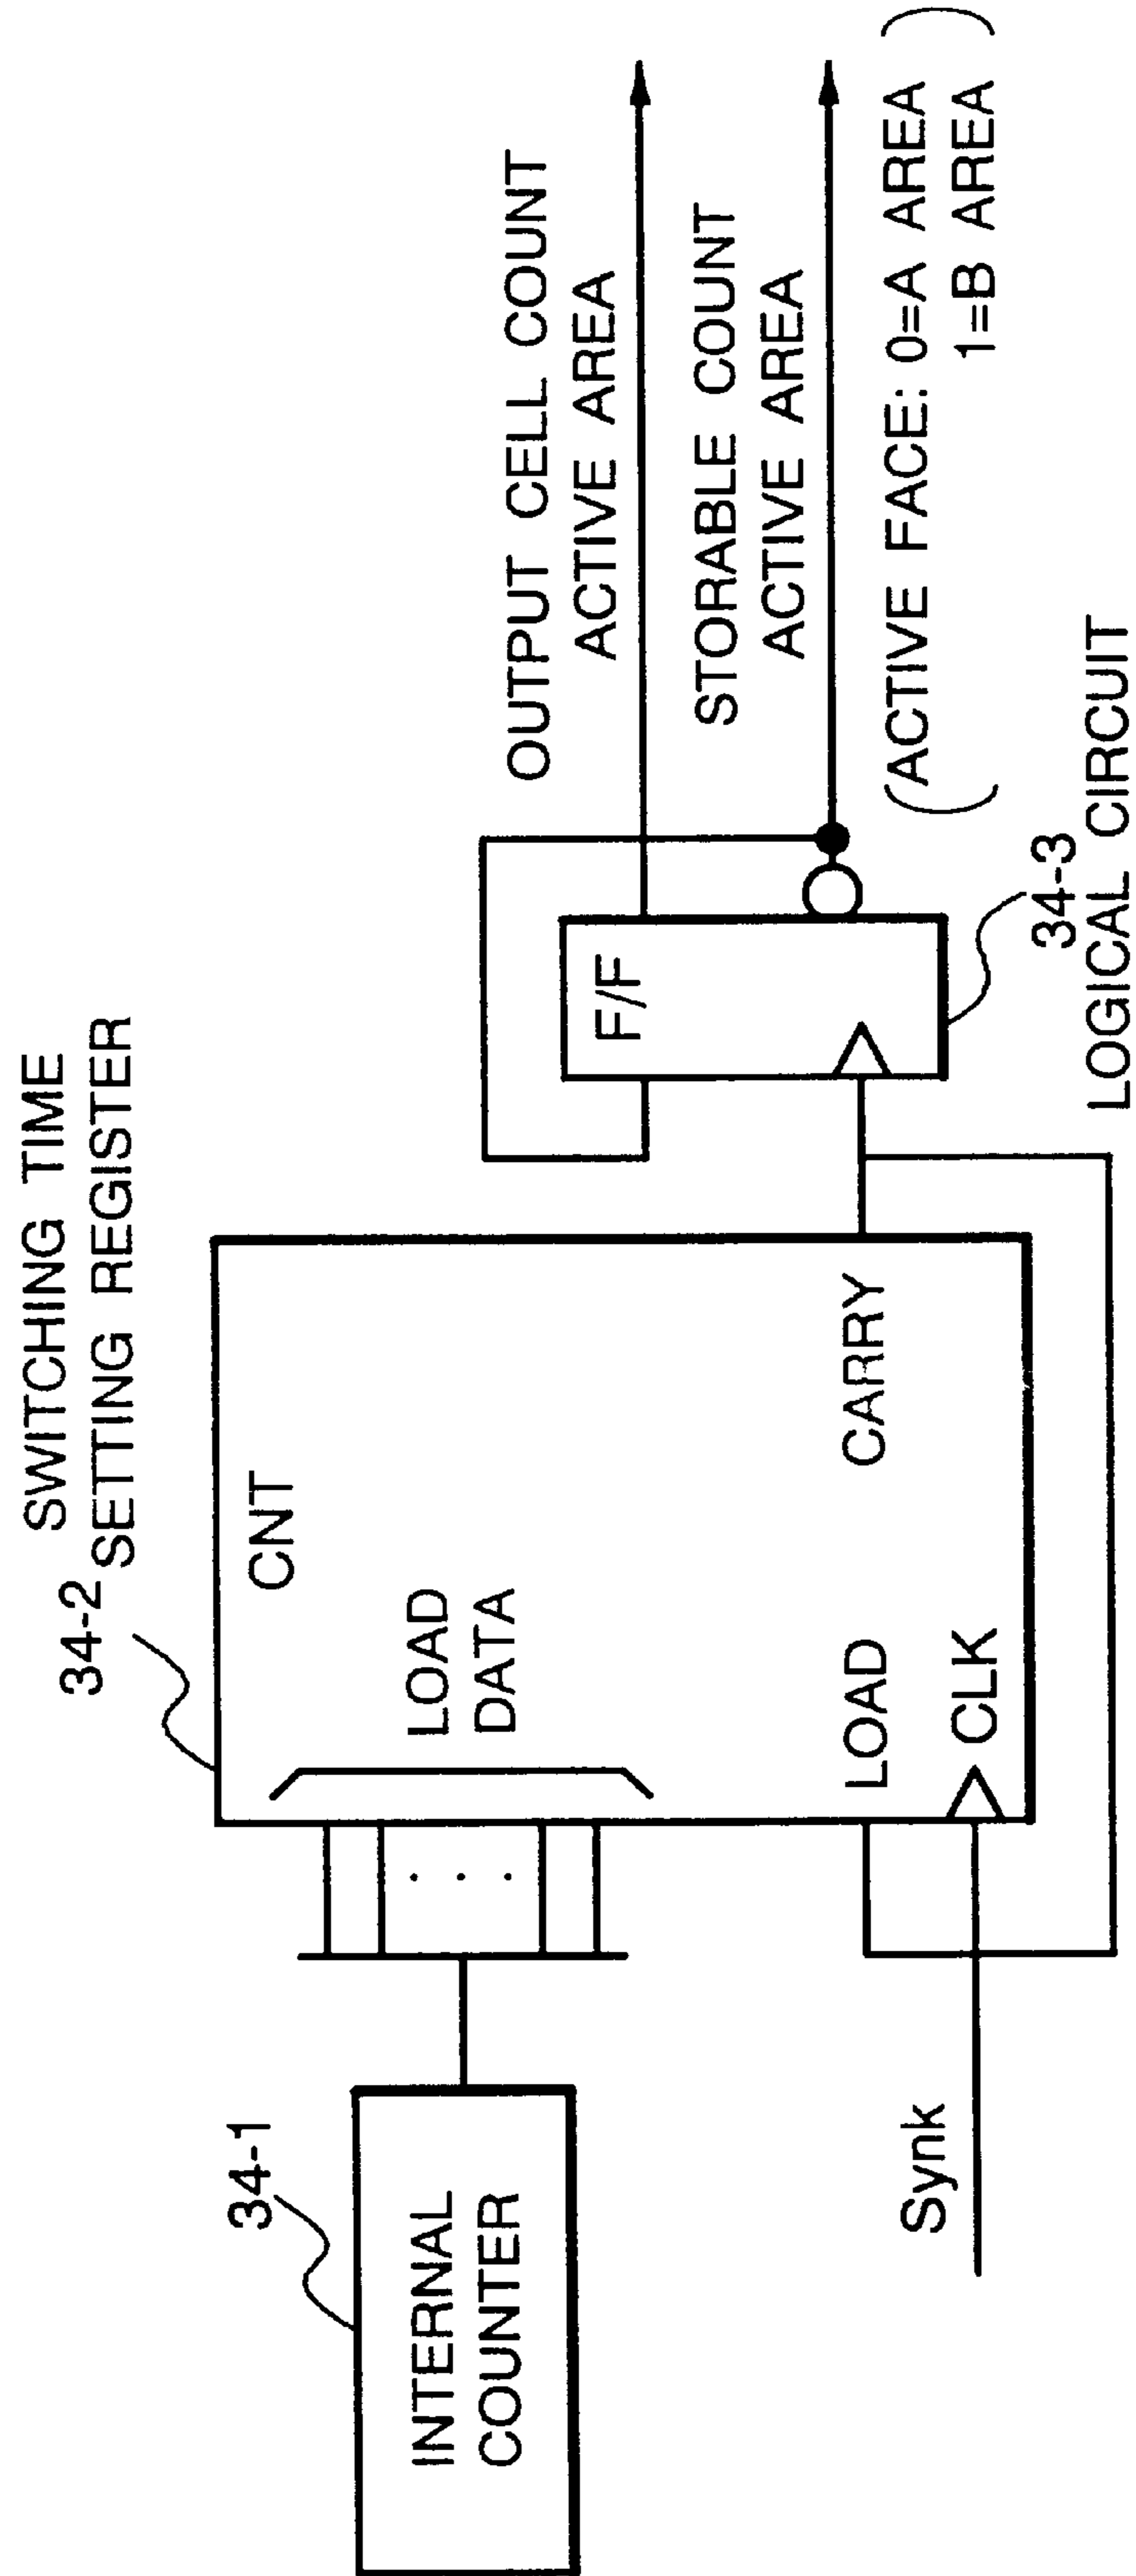 34-1
INTERNAL
COUNTER
Synk
34-2
SWITCHING TIME
SETTING REGISTER
CNT
LOAD
DATA
LOAD
CLK
CARRY
F/F
34-3
LOGICAL CIRCUIT
OUTPUT CELL COUNT
ACTIVE AREA
STORABLE COUNT
ACTIVE AREA
(ACTIVE FACE: 0=A AREA
1=B AREA)